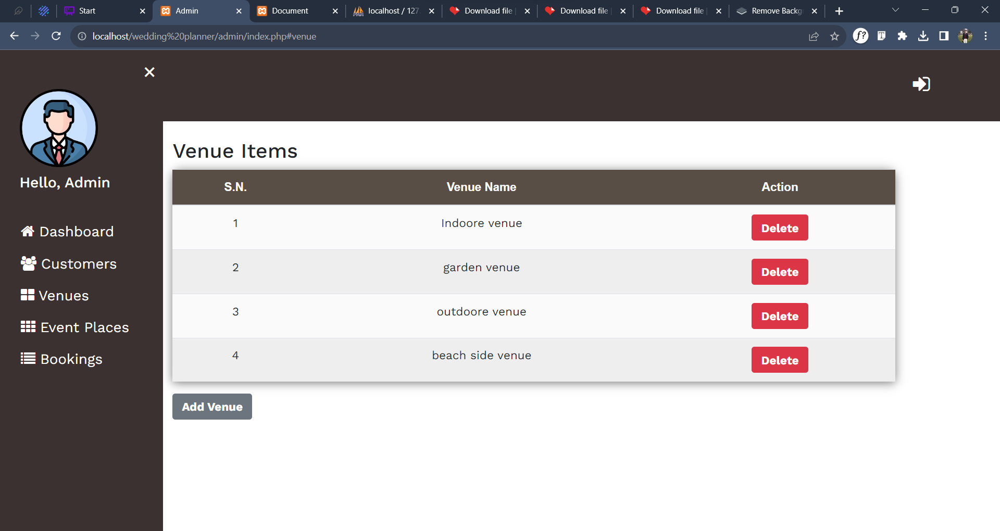 Start
Admin
Document
localhost / 127.
Download file
Download file
Download file
Remove Backg
localhost/wedding%20planner/admin/index.php#venue
f?
T
Hello, Admin
Dashboard
Customers
Venues
Event Places
Bookings
Venue Items
S.N. Venue Name Action
1 Indoore venue Delete
2 garden venue Delete
3 outdoore venue Delete
4 beach side venue Delete
Add Venue